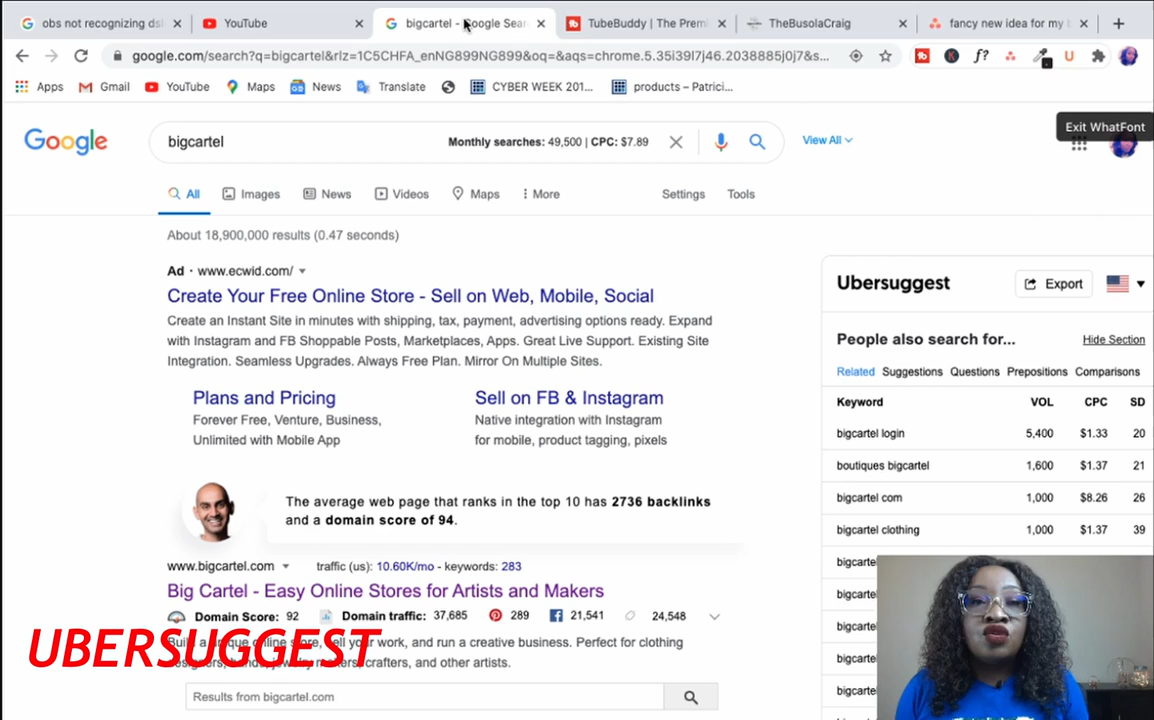 obs not recognizing dsl
YouTube
bigcartel - Google Sear
TubeBuddy | The Premi
TheBusolaCraig
fancy new idea for my b
google.com/search?q=bigcartel&rlz=1C5CHFA_enNG899NG899&oq=&aqs=chrome.5.35i39l7j46.2038885j0j7&s...
Apps
Gmail
YouTube
Maps
News
Translate
CYBER WEEK 201...
products – Patrici...
Exit WhatFont
Google
bigcartel
Monthly searches: 49,500 | CPC: $7.89
View All
All
Images
News
Videos
Maps
More
Settings
Tools
About 18,900,000 results (0.47 seconds)
Ad · www.ecwid.com/
Create Your Free Online Store - Sell on Web, Mobile, Social
Create an Instant Site in minutes with shipping, tax, payment, advertising options ready. Expand
with Instagram and FB Shoppable Posts, Marketplaces, Apps. Great Live Support. Existing Site
Integration. Seamless Upgrades. Always Free Plan. Mirror On Multiple Sites.
Plans and Pricing
Forever Free, Venture, Business,
Unlimited with Mobile App
Sell on FB & Instagram
Native integration with Instagram
for mobile, product tagging, pixels
The average web page that ranks in the top 10 has 2736 backlinks
and a domain score of 94.
www.bigcartel.com
traffic (us): 10.60K/mo - keywords: 283
Big Cartel - Easy Online Stores for Artists and Makers
Domain Score: 92
Domain traffic: 37,685
289
21,541
24,548
work, and run a creative business. Perfect for clothing
crafters, and other artists.
UBERSUGGEST
Results from bigcartel.com
Ubersuggest
Export
People also search for...
Hide Section
Related Suggestions Questions Prepositions Comparisons
Keyword VOL CPC SD
bigcartel login 5,400 $1.33 20
boutiques bigcartel 1,600 $1.37 21
bigcartel com 1,000 $8.26 26
bigcartel clothing 1,000 $1.37 39
bigcarte
bigcarte
bigcarte
bigcarte
bigcarte